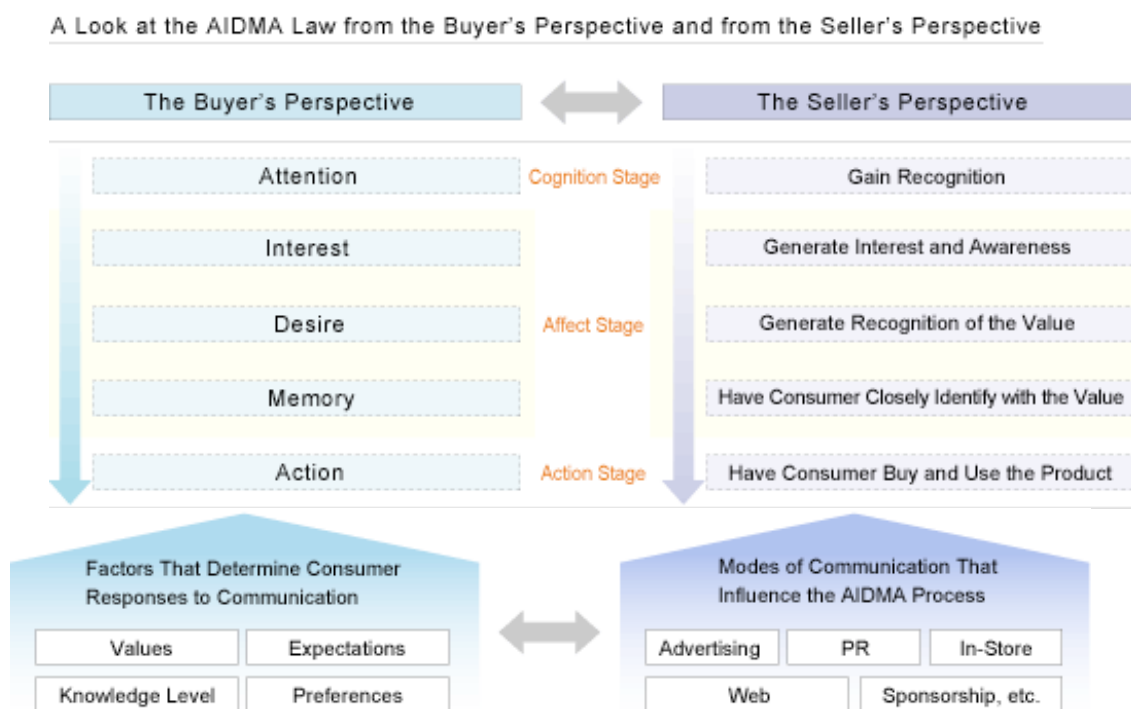 A Look at the AIDMA Law from the Buyer's Perspective and from the Seller's Perspective
The Buyer's Perspective
The Seller's Perspective
Attention
Cognition Stage
Gain Recognition
Interest
Generate Interest and Awareness
Desire
Affect Stage
Generate Recognition of the Value
Memory
Have Consumer Closely Identify with the Value
Action
Action Stage
Have Consumer Buy and Use the Product
Factors That Determine Consumer
Responses to Communication
Values
Expectations
Knowledge Level
Preferences
Modes of Communication That
Influence the AIDMA Process
Advertising
PR
In-Store
Web
Sponsorship, etc.